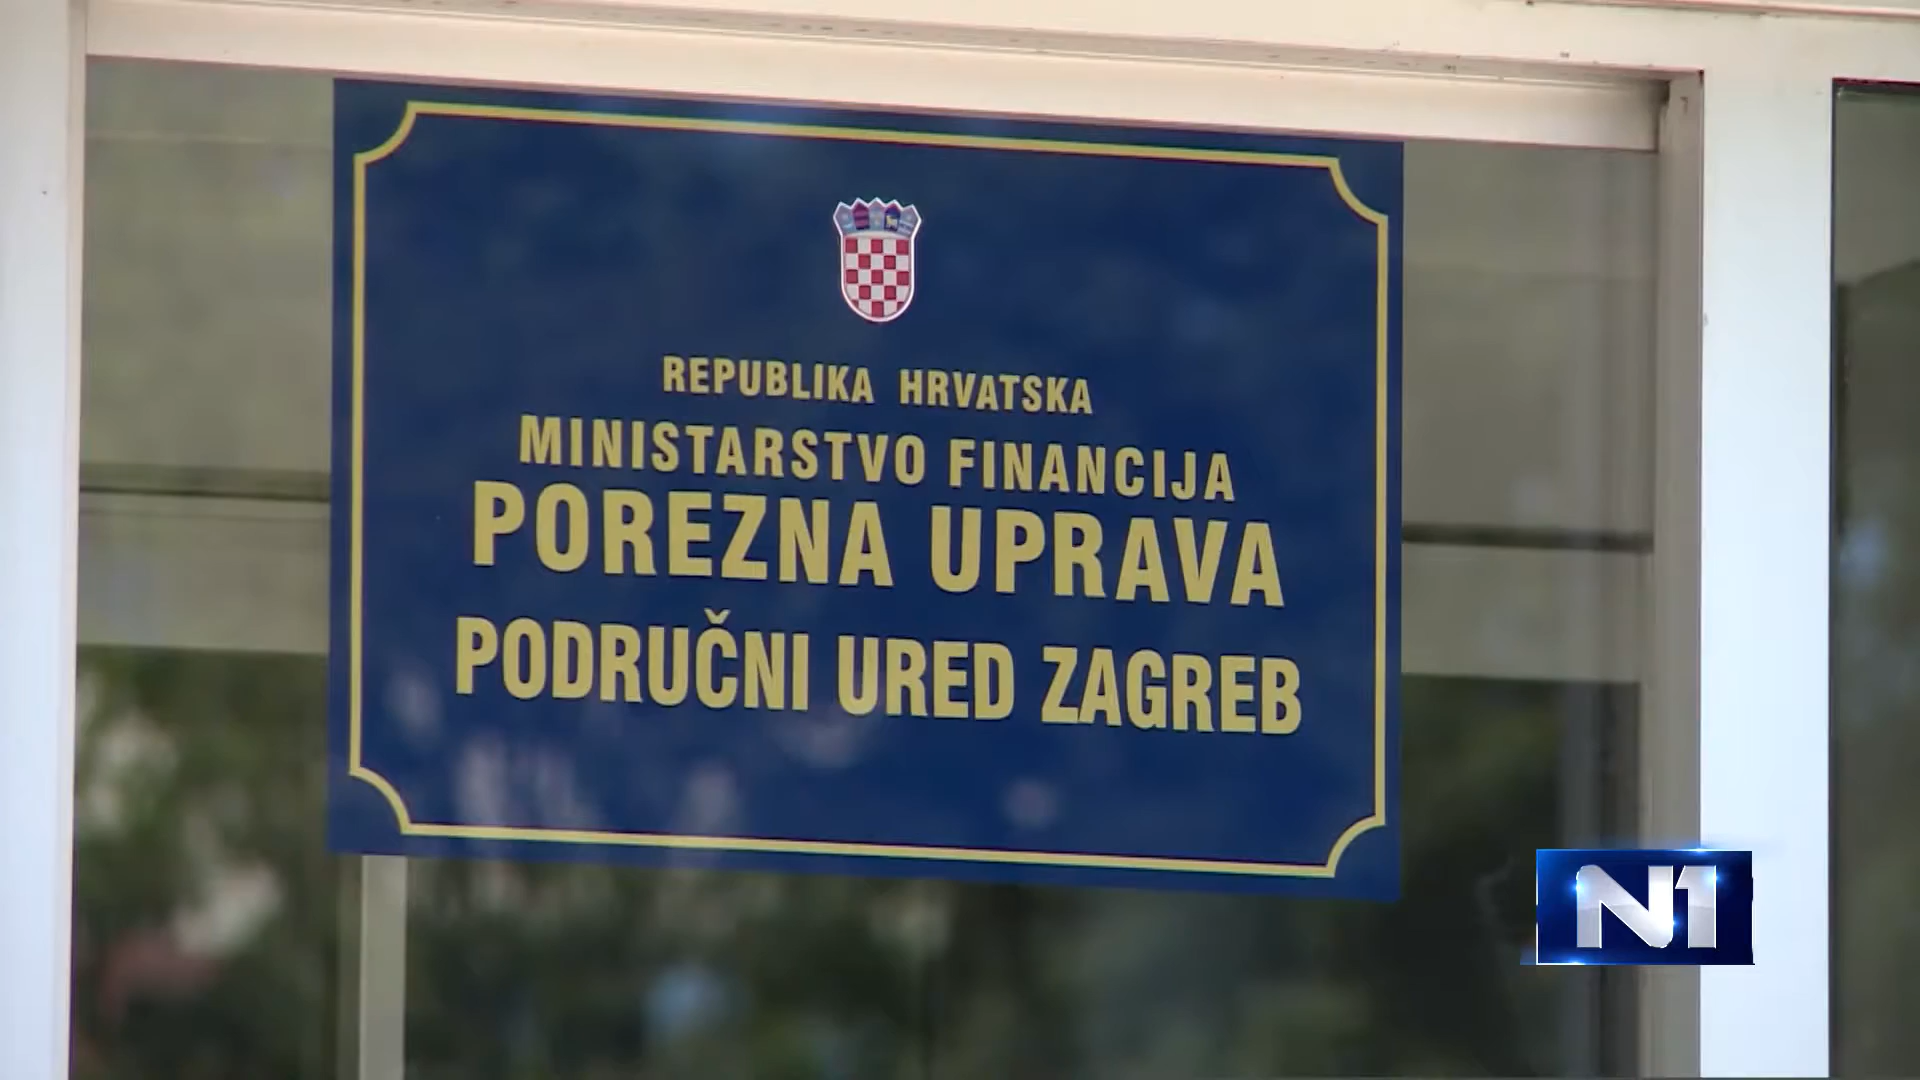 REPUBLIKA HRVATSKA
MINISTARSTVO FINANCIJA
POREZNA UPRAVA
PODRUČNI URED ZAGREB
N1